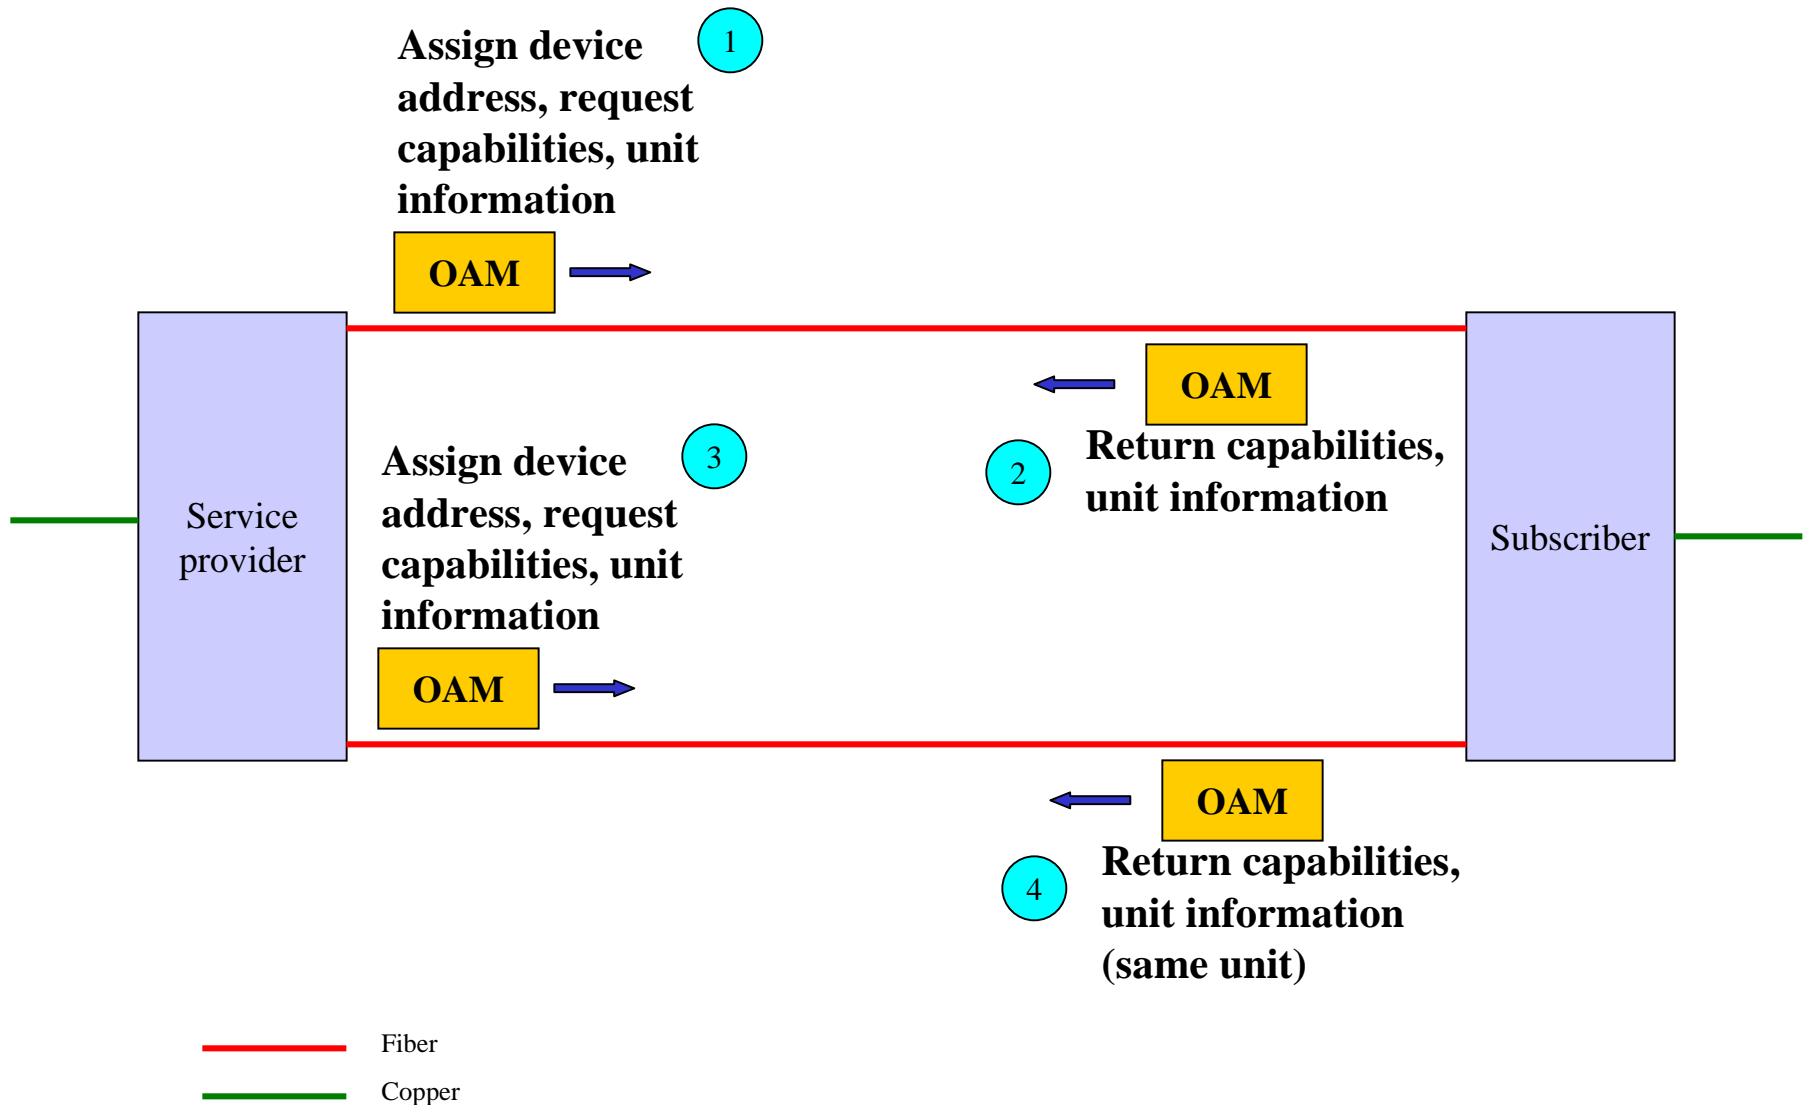 Assign device
address, request
capabilities, unit
information
1
OAM
OAM
2
Return capabilities,
unit information
Assign device
address, request
capabilities, unit
information
3
OAM
Service
provider
Subscriber
OAM
4
Return capabilities,
unit information
(same unit)
Fiber
Copper